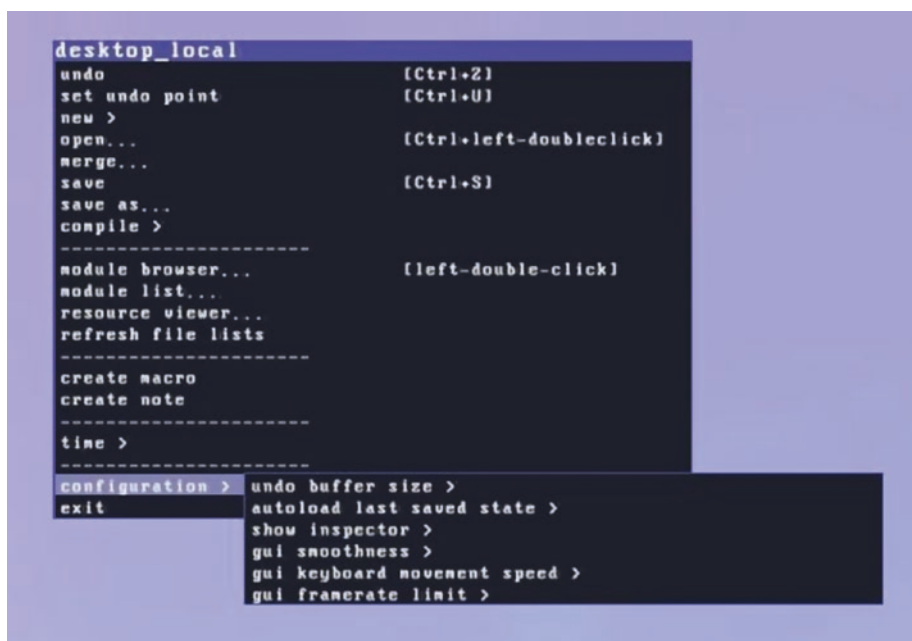 desktop_local
undo [Ctrl+Z]
set undo point [Ctrl+U]
new >
open... [Ctrl+left-doubleclick]
merge...
save [Ctrl+S]
save as...
compile >
----------------------
module browser... [left-double-click]
module list...
resource viewer...
refresh file lists
----------------------
create macro
create note
----------------------
time >
----------------------
configuration > undo buffer size >
exit autoload last saved state >
show inspector >
gui smoothness >
gui keyboard movement speed >
gui framerate limit >